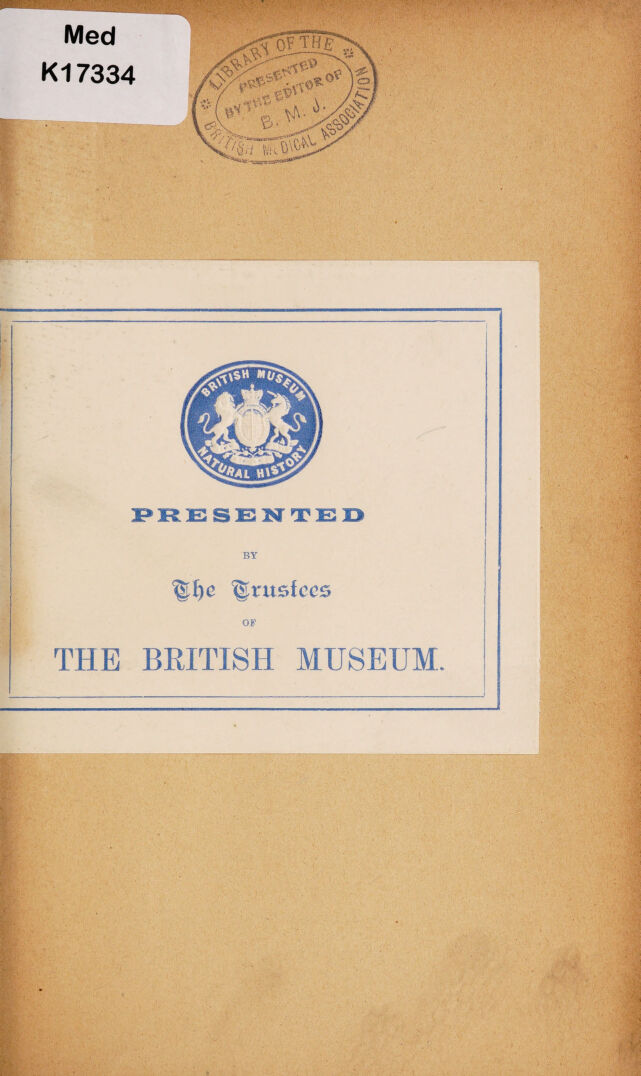 Med
K17334
LIBRARY OF THE
PRESENTED
BY THE EDITOR OF
B. M. J.
BRITISH MEDICAL ASSOCIATION
BRITISH MUSEUM
NATURAL HISTORY
PRESENTED
BY
The Trustees
OF
THE BRITISH MUSEUM.